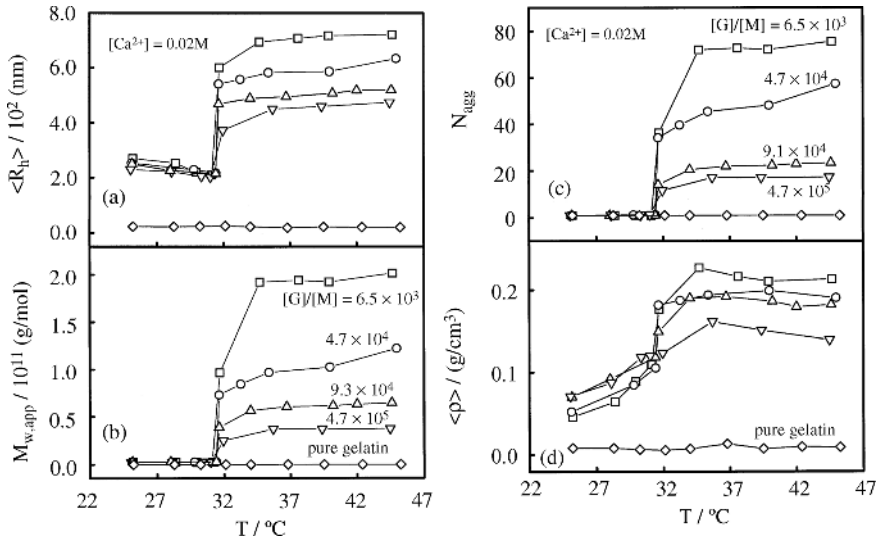 8.0
6.0
4.0
2.0
0.0
<R_h> / 10² (nm)
[Ca²⁺] = 0.02M
(a)
2.0
1.5
1.0
0.5
0.0
M_w,app / 10¹¹ (g/mol)
[G]/[M] = 6.5 × 10³
4.7 × 10⁴
9.3 × 10⁴
4.7 × 10⁵
pure gelatin
(b)
22 27 32 37 42 47
T / ºC
80
60
40
20
0
N_agg
[Ca²⁺] = 0.02M
[G]/[M] = 6.5 × 10³
4.7 × 10⁴
9.1 × 10⁴
4.7 × 10⁵
(c)
0.2
0.1
0.0
<ρ> / (g/cm³)
pure gelatin
(d)
22 27 32 37 42 47
T / ºC